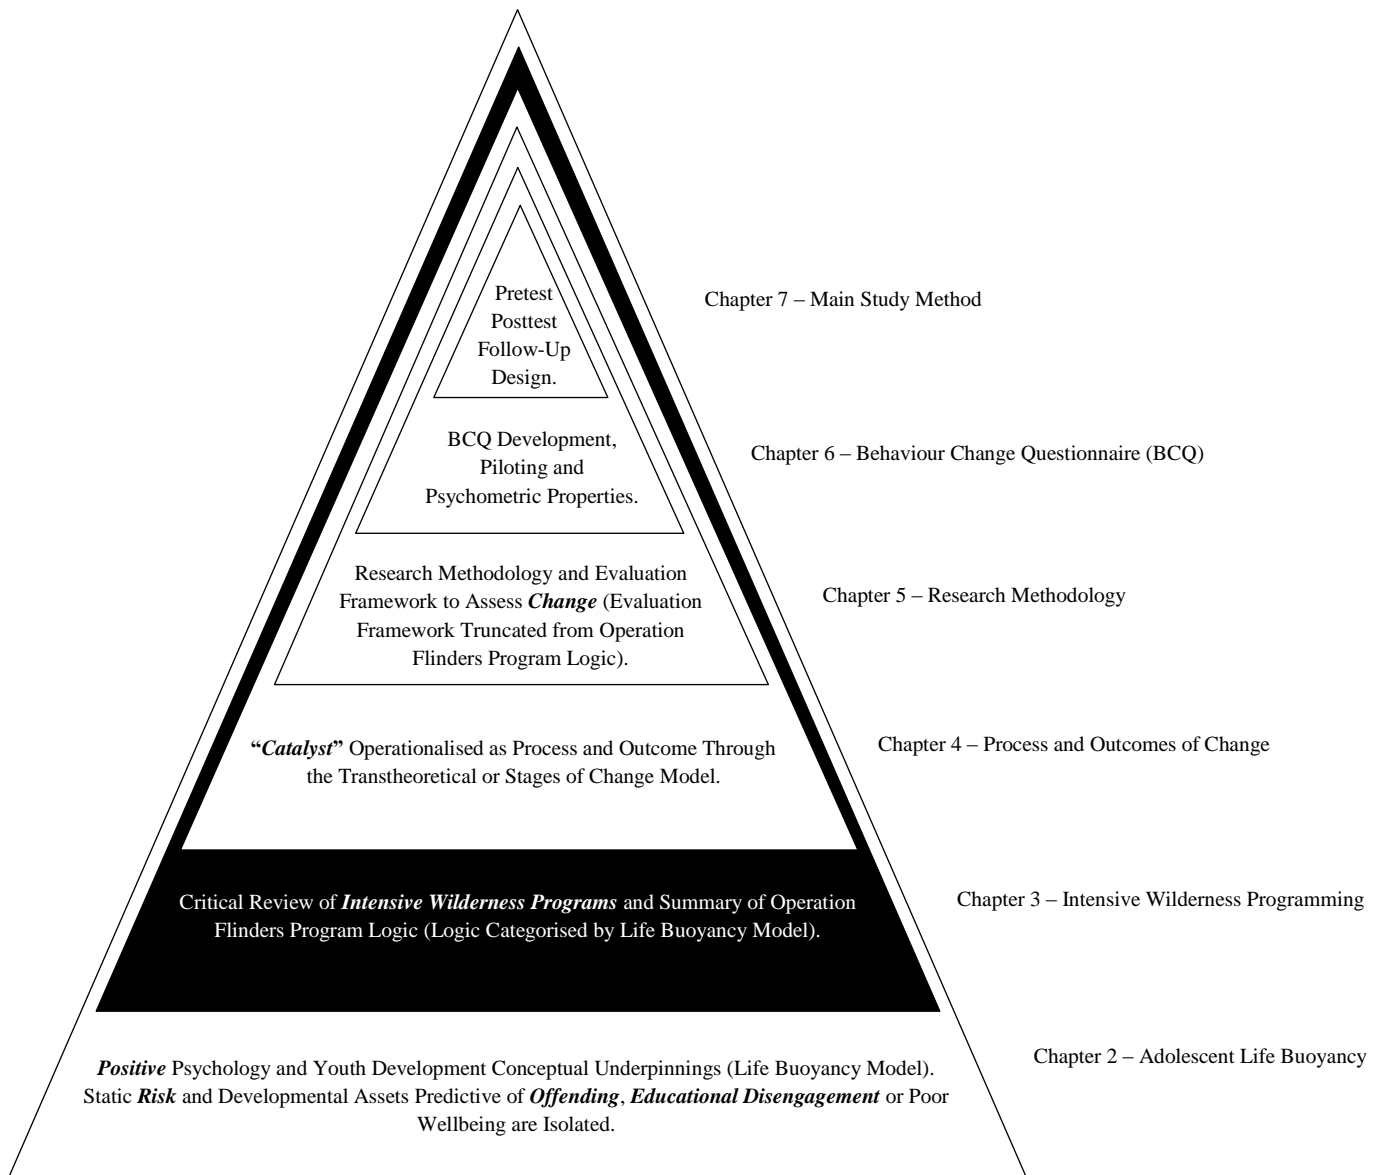 Pretest
Posttest
Follow-Up
Design.
Chapter 7 – Main Study Method
BCQ Development,
Piloting and
Psychometric Properties.
Chapter 6 – Behaviour Change Questionnaire (BCQ)
Research Methodology and Evaluation
Framework to Assess Change (Evaluation
Framework Truncated from Operation
Flinders Program Logic).
Chapter 5 – Research Methodology
“Catalyst” Operationalised as Process and Outcome Through
the Transtheoretical or Stages of Change Model.
Chapter 4 – Process and Outcomes of Change
Critical Review of Intensive Wilderness Programs and Summary of Operation
Flinders Program Logic (Logic Categorised by Life Buoyancy Model).
Chapter 3 – Intensive Wilderness Programming
Positive Psychology and Youth Development Conceptual Underpinnings (Life Buoyancy Model).
Static Risk and Developmental Assets Predictive of Offending, Educational Disengagement or Poor
Wellbeing are Isolated.
Chapter 2 – Adolescent Life Buoyancy